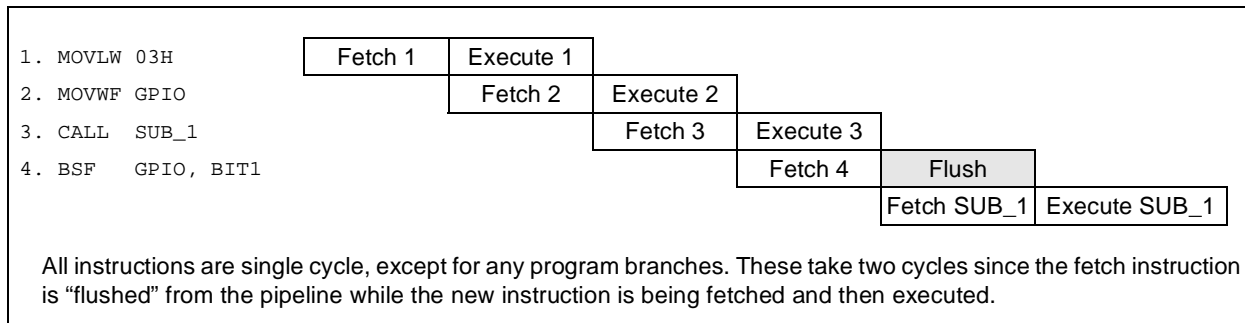 1. MOVLW 03H Fetch 1 Execute 1
2. MOVWF GPIO Fetch 2 Execute 2
3. CALL SUB_1 Fetch 3 Execute 3
4. BSF GPIO, BIT1 Fetch 4 Flush
Fetch SUB_1 Execute SUB_1
All instructions are single cycle, except for any program branches. These take two cycles since the fetch instruction
is “flushed” from the pipeline while the new instruction is being fetched and then executed.